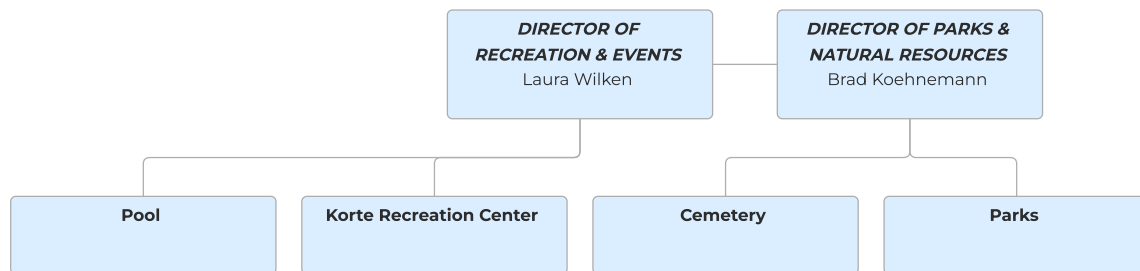 DIRECTOR OF
RECREATION & EVENTS
Laura Wilken
DIRECTOR OF PARKS &
NATURAL RESOURCES
Brad Koehnemann
Pool
Korte Recreation Center
Cemetery
Parks